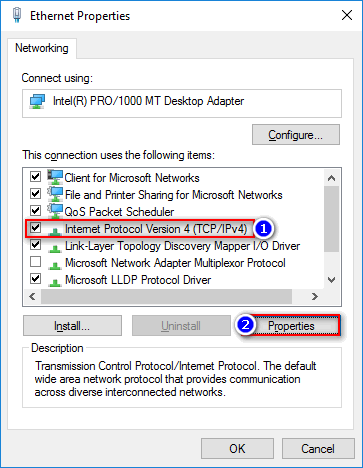 Ethernet Properties
Networking
Connect using:
Intel(R) PRO/1000 MT Desktop Adapter
Configure...
This connection uses the following items:
Client for Microsoft Networks
File and Printer Sharing for Microsoft Networks
QoS Packet Scheduler
Internet Protocol Version 4 (TCP/IPv4) 1
Link-Layer Topology Discovery Mapper I/O Driver
Microsoft Network Adapter Multiplexor Protocol
Microsoft LLDP Protocol Driver
Install... Uninstall 2 Properties
Description
Transmission Control Protocol/Internet Protocol. The default
wide area network protocol that provides communication
across diverse interconnected networks.
OK Cancel